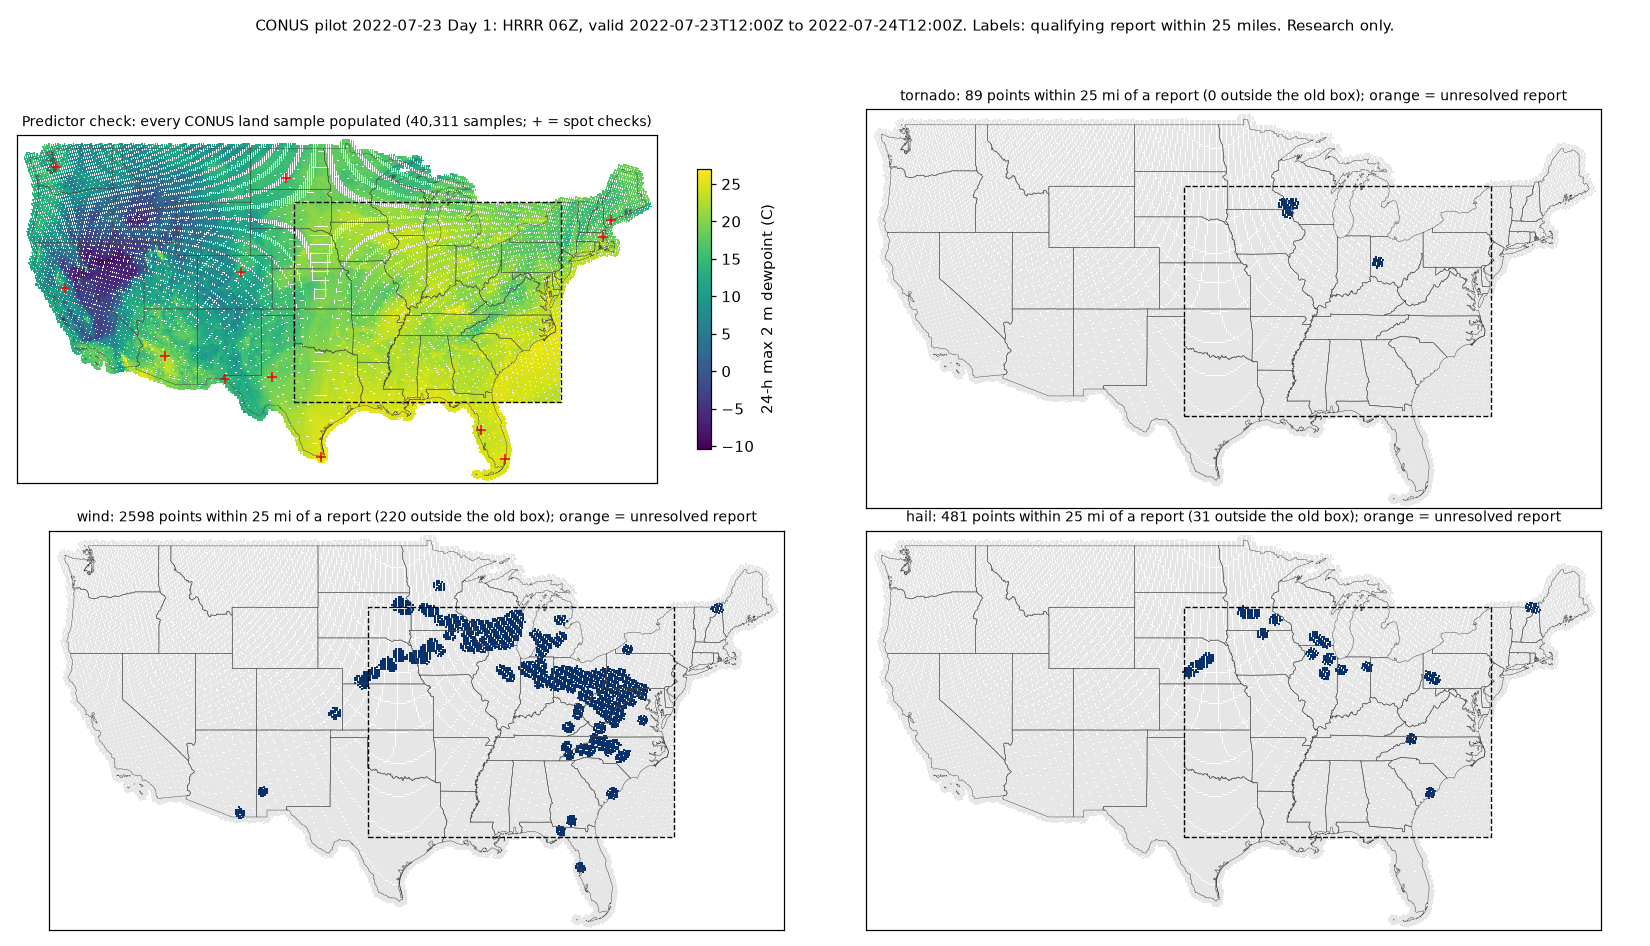 CONUS pilot 2022-07-23 Day 1: HRRR 06Z, valid 2022-07-23T12:00Z to 2022-07-24T12:00Z. Labels: qualifying report within 25 miles. Research only.
Predictor check: every CONUS land sample populated (40,311 samples; + = spot checks)
25
20
15
10
5
0
−5
−10
24-h max 2 m dewpoint (C)
tornado: 89 points within 25 mi of a report (0 outside the old box); orange = unresolved report
wind: 2598 points within 25 mi of a report (220 outside the old box); orange = unresolved report
hail: 481 points within 25 mi of a report (31 outside the old box); orange = unresolved report